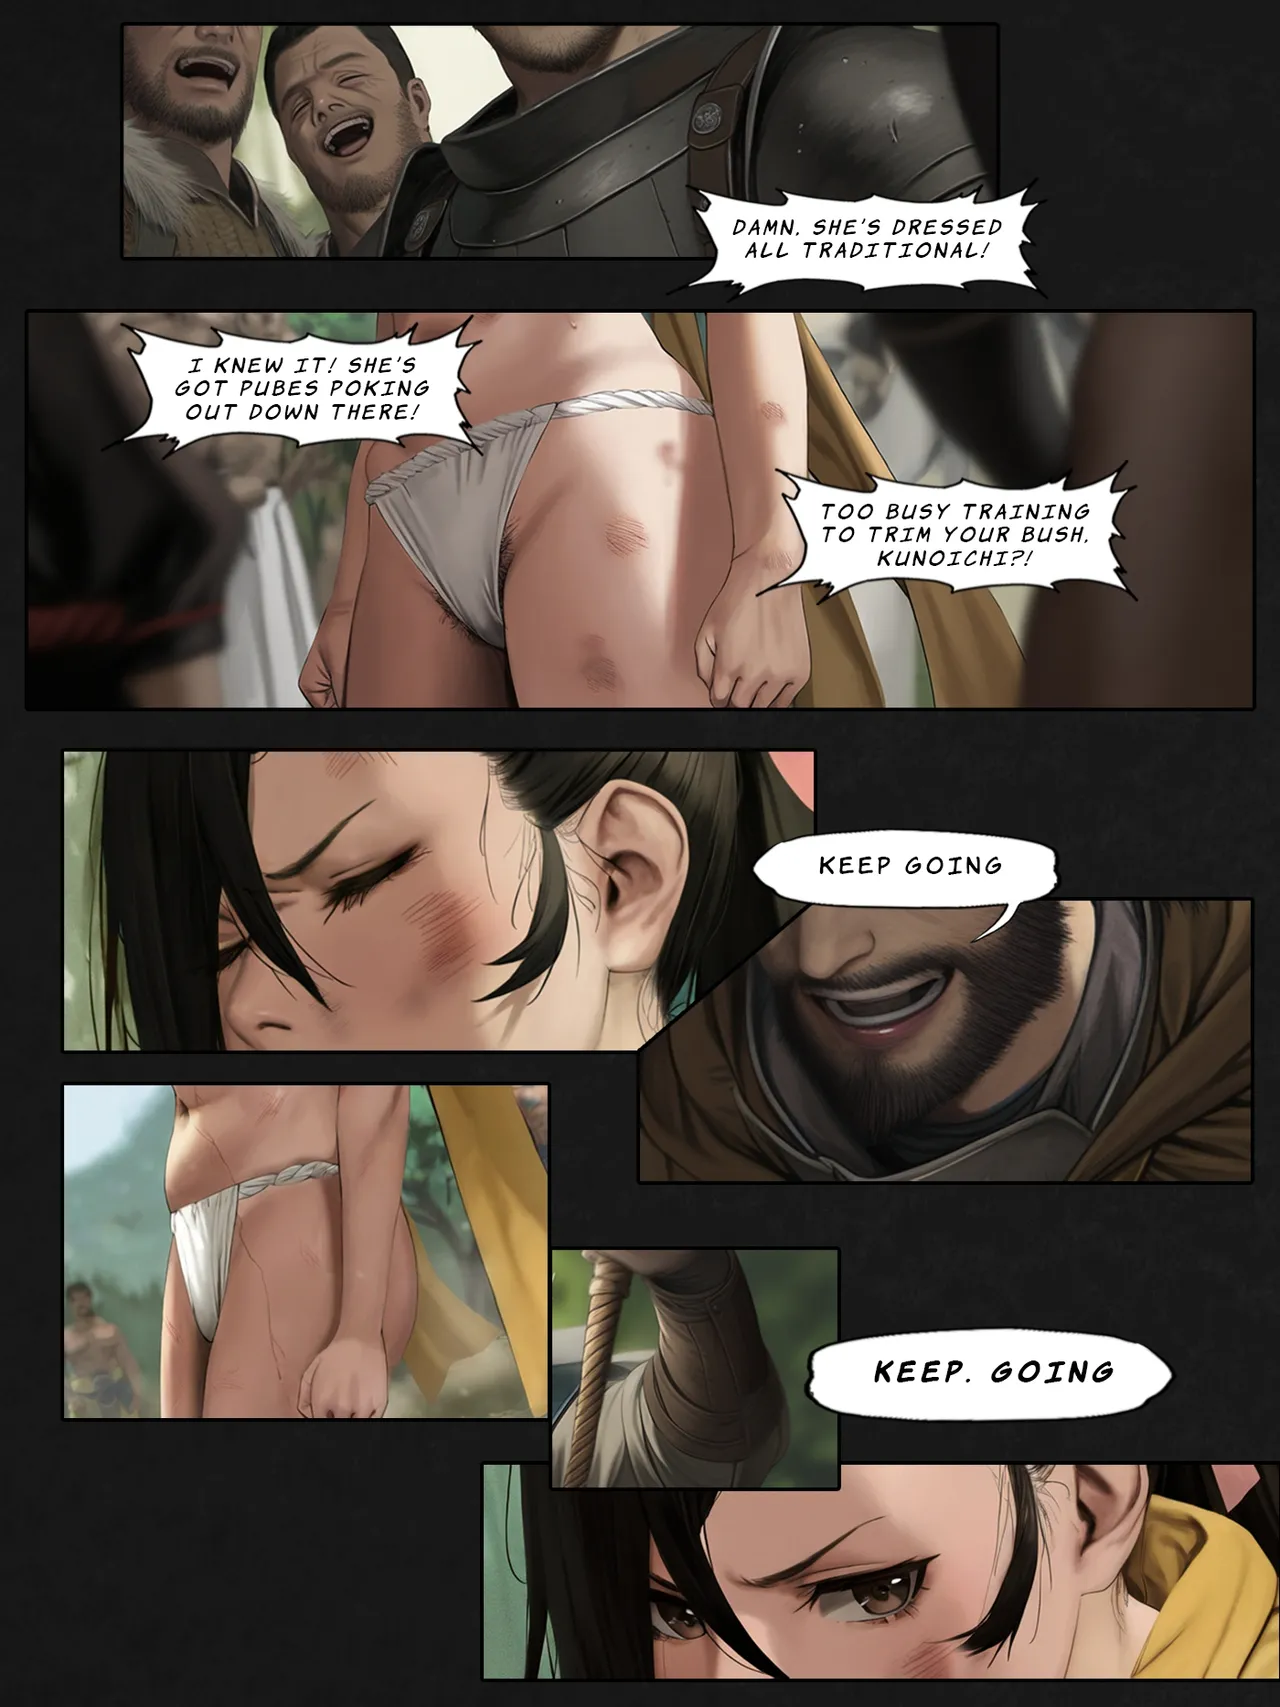 DAMN. SHE'S DRESSED
ALL TRADITIONAL!
I KNEW IT! SHE'S
GOT PUBES POKING
OUT DOWN THERE!
TOO BUSY TRAINING
TO TRIM YOUR BUSH,
KUNOICHI?!
KEEP GOING
KEEP. GOING